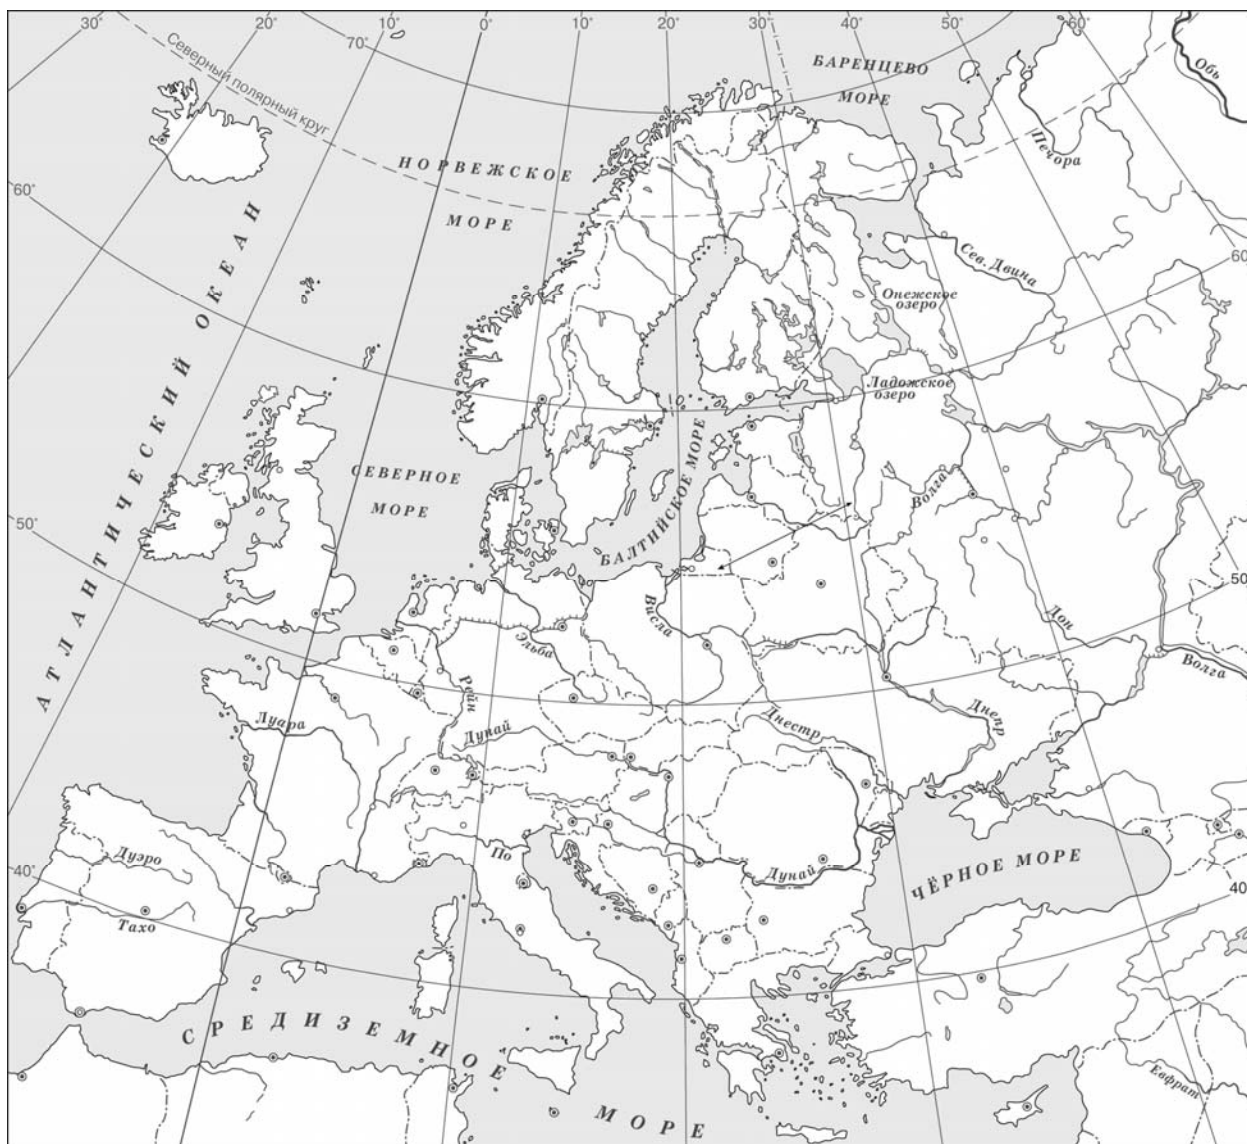 30°
20°
10°
0°
10°
20°
30°
40°
50°
60°
70°
Северный полярный
круг
БАРЕНЦЕВО
МОРЕ
Обь
Печора
НОРВЕЖСКОЕ
МОРЕ
60°
Сев. Двина
60
Онежское
озеро
Ладожское
озеро
АТЛАНТИЧЕСКИЙ ОКЕАН
СЕВЕРНОЕ
МОРЕ
БАЛТИЙСКОЕ МОРЕ
Волга
50°
50
Висла
Эльба
Дон
Волга
Рейн
Луара
Дунай
Днестр
Днепр
Дуэро
По
Дунай
ЧЁРНОЕ МОРЕ
40°
40
Тахо
СРЕДИЗЕМНОЕ
МОРЕ
Евфрат